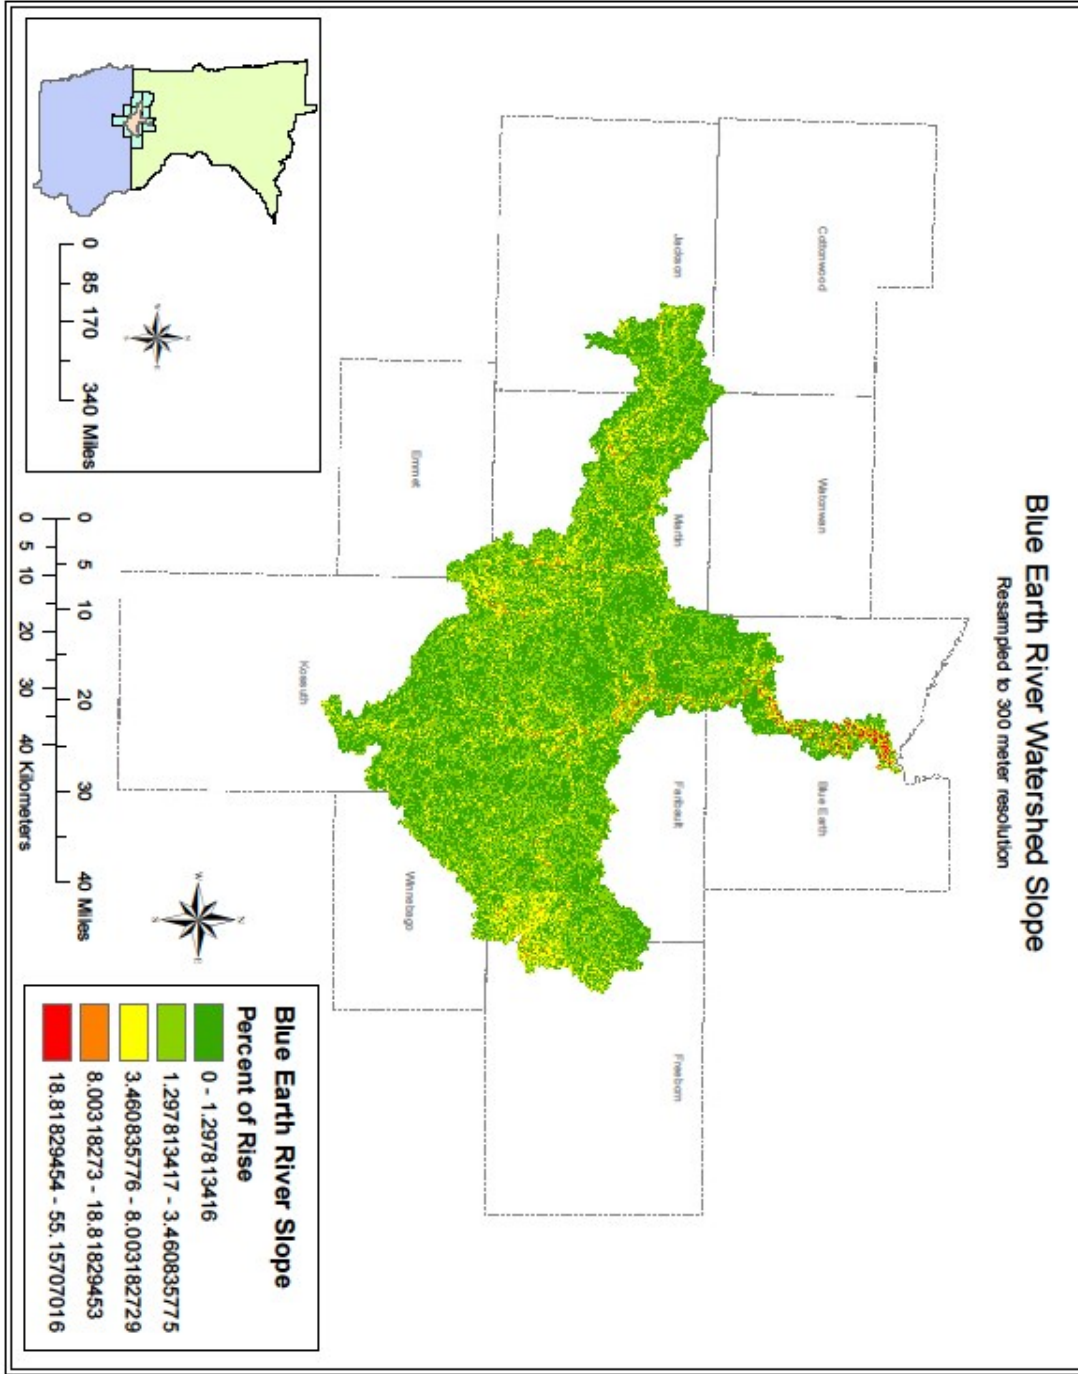 Blue Earth River Watershed Slope
Resampled to 300 meter resolution
Cottonwood
Watonwan
Blue Earth
Jackson
Martin
Faribault
Freeborn
Emmet
Kossuth
Winnebago
0 85 170 340 Miles
0 5 10 20 30 40 Miles
0 5 10 20 30 40 Kilometers
Blue Earth River Slope
Percent of Rise
0 - 1.297813416
1.297813417 - 3.460835775
3.460835776 - 8.003182729
8.00318273 - 18.81829453
18.81829454 - 55.15707016